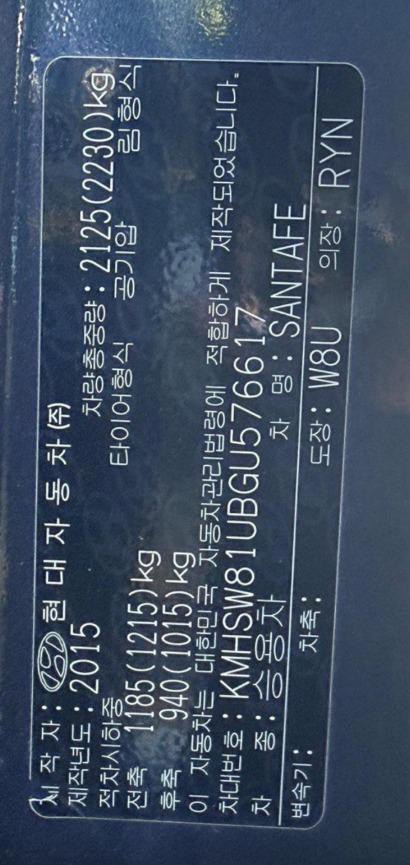 제 작 자: 현 대 자 동 차 (주)
제작년도: 2015 차량총중량: 2125(2230)kg
적차시하중 타이어형식 공기압 림형식
전축 1185(1215)kg
후축 940(1015)kg
이 자동차는 대한민국 자동차관리법령에 적합하게 제작되었습니다.
차대번호: KMHSW81UBGU576617
차 종: 승용차 차 명: SANTAFE
변속기: 차축: 도장: W8U 의장: RYN